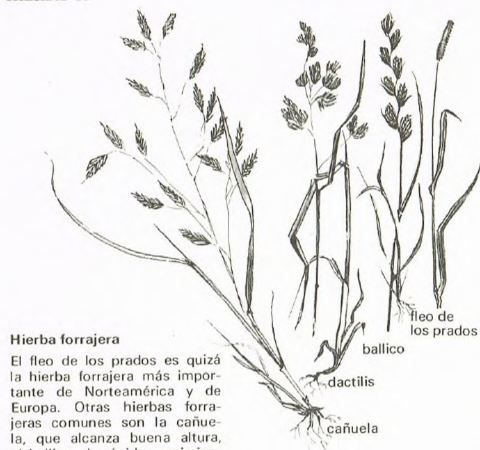 fleo de
los prados
ballico
dactilis
cañuela
Hierba forrajera
El fleo de los prados es quizá
la hierba forrajera más impor-
tante de Norteamérica y de
Europa. Otras hierbas forra-
jeras comunes son la cañue-
la, que alcanza buena altura,